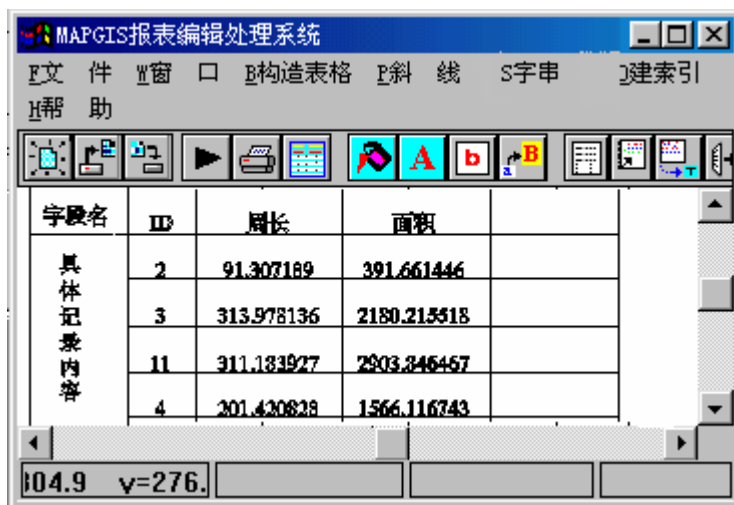 MAPGIS报表编辑处理系统
F文 件 W窗 口 B构造表格 P斜 线 S字串 建索引
H帮 助
A b a B T
字段名 ID 周长 面积
具体记录内容
2 91.307189 391.661446
3 313.978136 2180.215518
11 311.183927 2903.846467
4 201.420828 1566.116743
04.9 v=276.